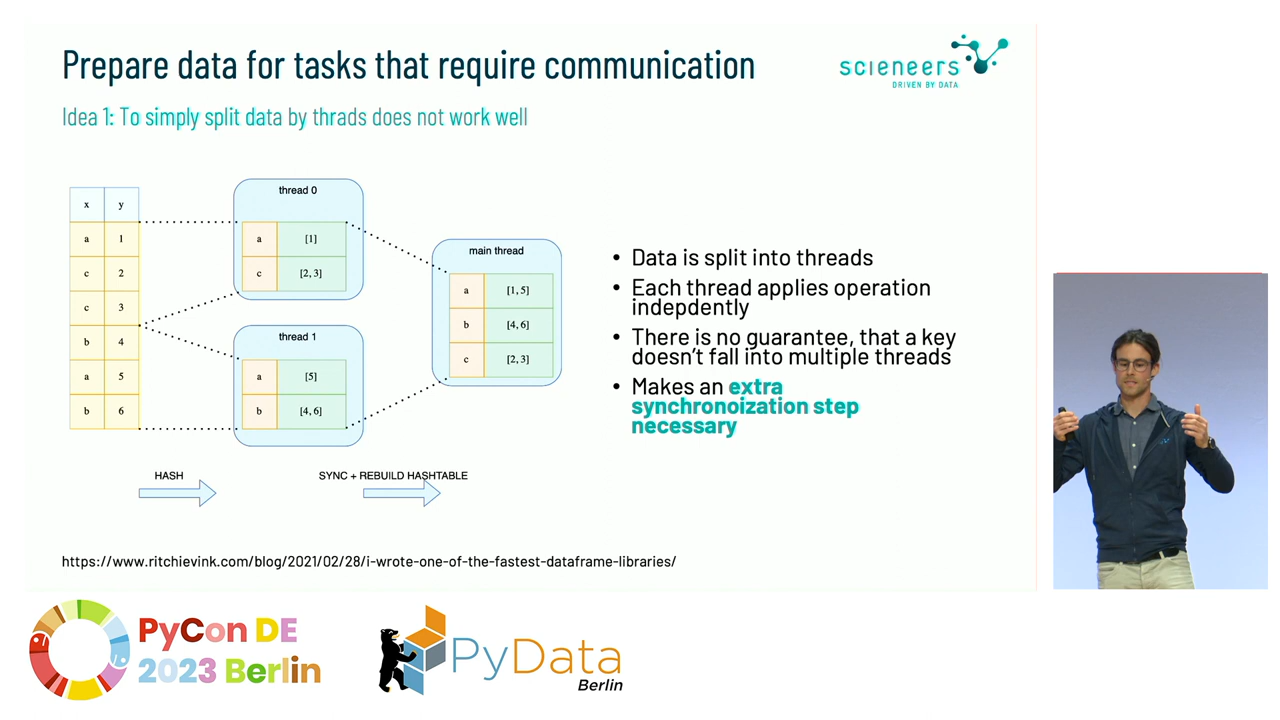 Prepare data for tasks that require communication
scieneers
DRIVEN BY DATA
Idea 1: To simply split data by thrads does not work well
x y
a 1
c 2
c 3
b 4
a 5
b 6
thread 0
a [1]
c [2, 3]
thread 1
a [5]
b [4, 6]
main thread
a [1, 5]
b [4, 6]
c [2, 3]
HASH
SYNC + REBUILD HASHTABLE
• Data is split into threads
• Each thread applies operation
indepdently
• There is no guarantee, that a key
doesn't fall into multiple threads
• Makes an extra
synchronoization step
necessary
https://www.ritchievink.com/blog/2021/02/28/i-wrote-one-of-the-fastest-dataframe-libraries/
PyCon DE
2023 Berlin
PyData
Berlin